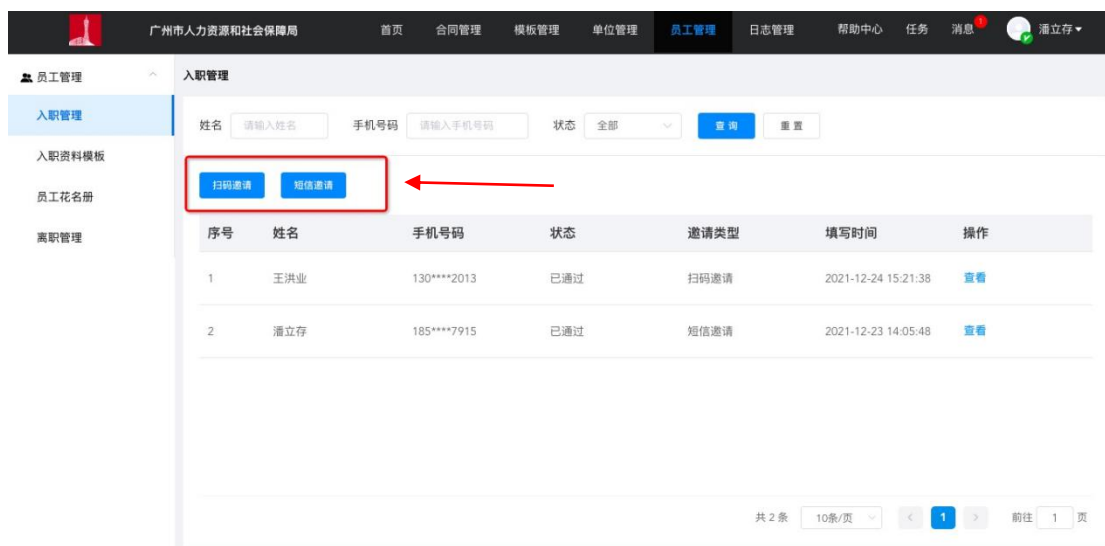 广州市人力资源和社会保障局 首页 合同管理 模板管理 单位管理 员工管理 日志管理 帮助中心 任务 消息 1 潘立存
员工管理
入职管理
入职资料模板
员工花名册
离职管理
入职管理
姓名 请输入姓名 手机号码 请输入手机号码 状态 全部 查询 重置
扫码邀请 短信邀请
序号 姓名 手机号码 状态 邀请类型 填写时间 操作
1 王洪业 130****2013 已通过 扫码邀请 2021-12-24 15:21:38 查看
2 潘立存 185****7915 已通过 短信邀请 2021-12-23 14:05:48 查看
共 2 条 10条/页 < 1 > 前往 1 页